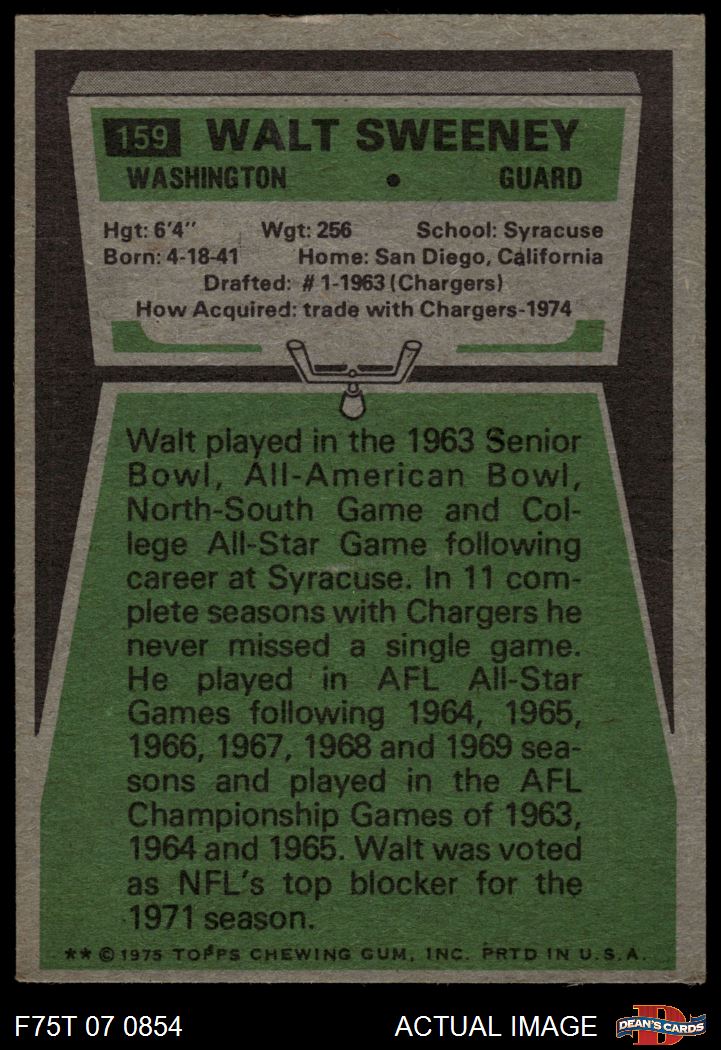 159 WALT SWEENEY
WASHINGTON • GUARD
Hgt: 6'4" Wgt: 256 School: Syracuse
Born: 4-18-41 Home: San Diego, California
Drafted: #1-1963 (Chargers)
How Acquired: trade with Chargers-1974
Walt played in the 1963 Senior
Bowl, All-American Bowl,
North-South Game and Col-
lege All-Star Game following
career at Syracuse. In 11 com-
plete seasons with Chargers he
never missed a single game.
He played in AFL All-Star
Games following 1964, 1965,
1966, 1967, 1968 and 1969 sea-
sons and played in the AFL
Championship Games of 1963,
1964 and 1965. Walt was voted
as NFL's top blocker for the
1971 season.
** © 1975 TOPPS CHEWING GUM, INC. PRTD IN U.S.A.
F75T 07 0854 ACTUAL IMAGE D DEAN'S CARDS